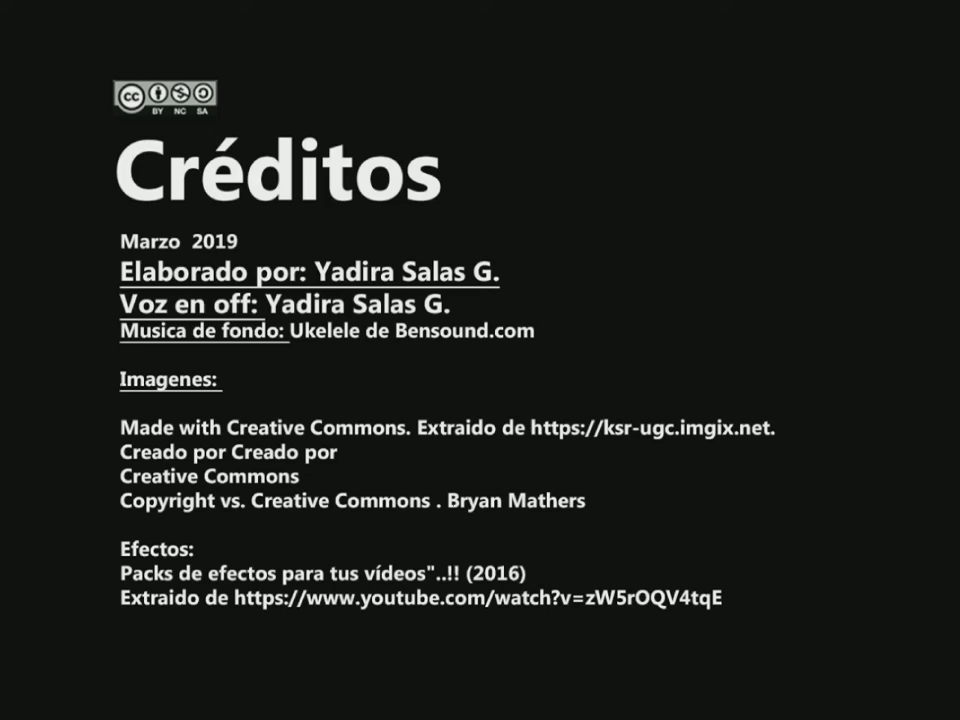 cc
BY NC SA
Créditos
Marzo 2019
Elaborado por: Yadira Salas G.
Voz en off: Yadira Salas G.
Musica de fondo: Ukelele de Bensound.com
Imagenes:
Made with Creative Commons. Extraido de https://ksr-ugc.imgix.net.
Creado por Creado por
Creative Commons
Copyright vs. Creative Commons . Bryan Mathers
Efectos:
Packs de efectos para tus vídeos"..!! (2016)
Extraido de https://www.youtube.com/watch?v=zW5rOQV4tqE